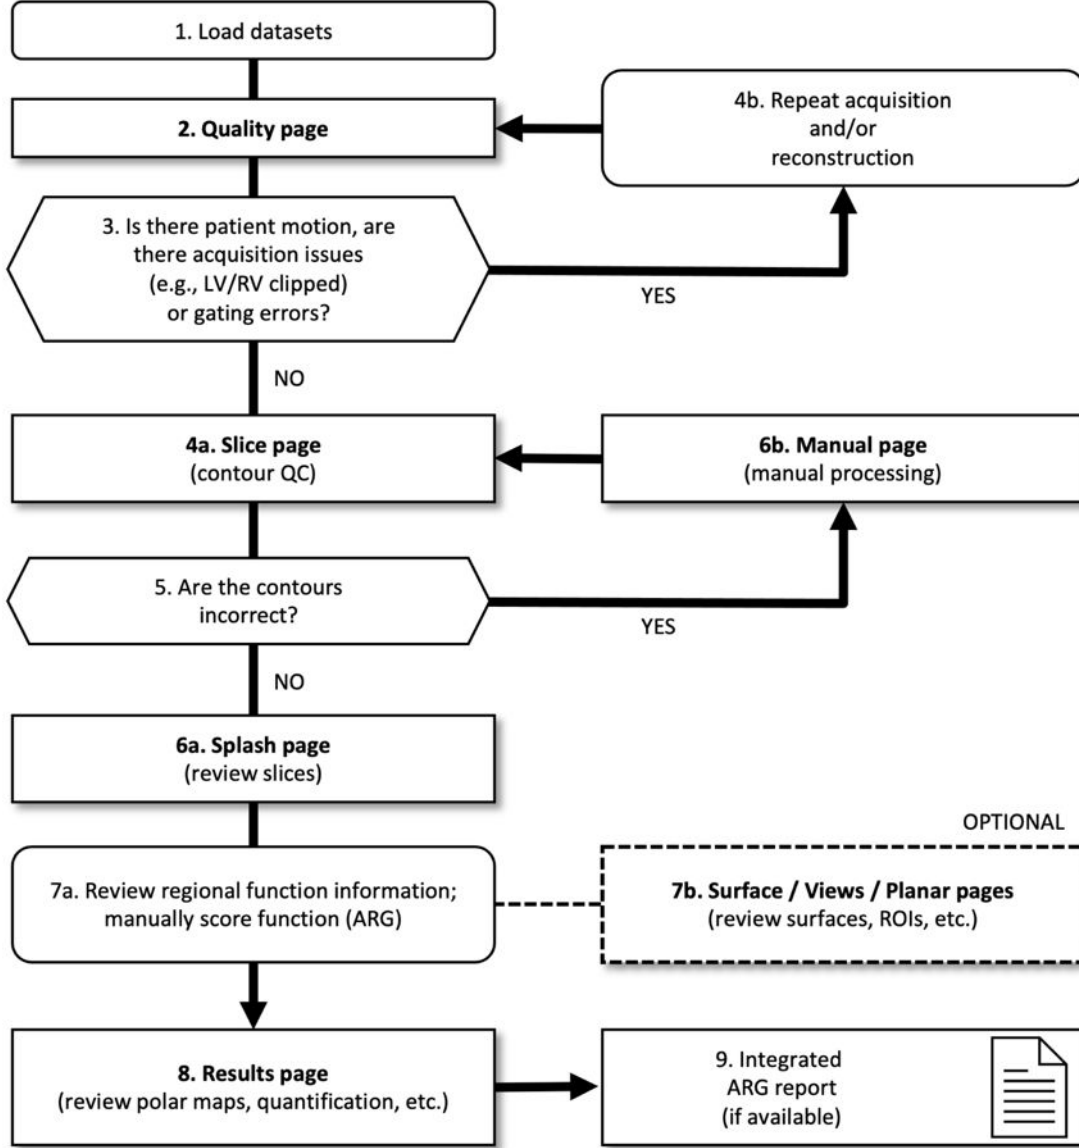 1. Load datasets
2. Quality page
4b. Repeat acquisition
and/or
reconstruction
3. Is there patient motion, are
there acquisition issues
(e.g., LV/RV clipped)
or gating errors?
YES
NO
4a. Slice page
(contour QC)
6b. Manual page
(manual processing)
5. Are the contours
incorrect?
YES
NO
6a. Splash page
(review slices)
OPTIONAL
7a. Review regional function information;
manually score function (ARG)
7b. Surface / Views / Planar pages
(review surfaces, ROIs, etc.)
8. Results page
(review polar maps, quantification, etc.)
9. Integrated
ARG report
(if available)